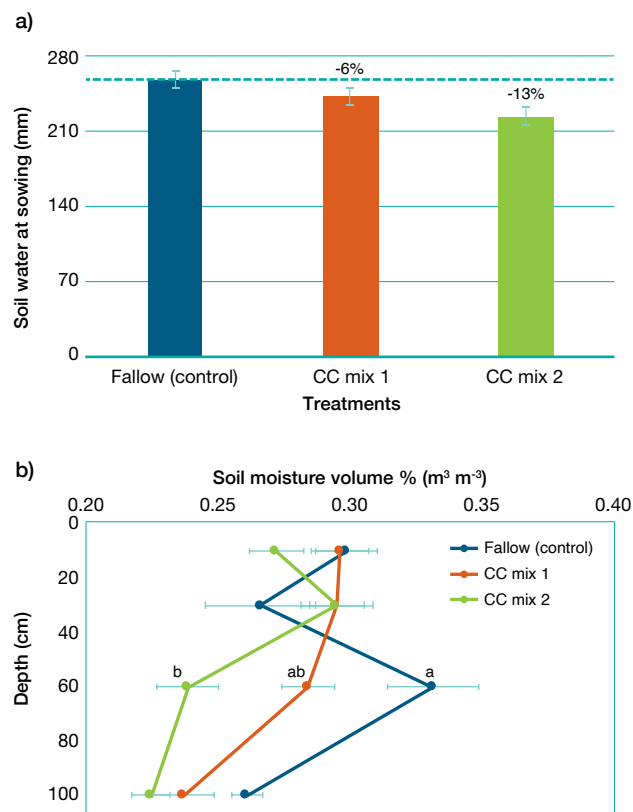 a)
280
210
140
70
0
Soil water at sowing (mm)
-6%
-13%
Fallow (control) CC mix 1 CC mix 2
Treatments
b)
Soil moisture volume % (m³ m⁻³)
0.20 0.25 0.30 0.35 0.40
0
20
40
60
80
100
Depth (cm)
Fallow (control)
CC mix 1
CC mix 2
b ab a